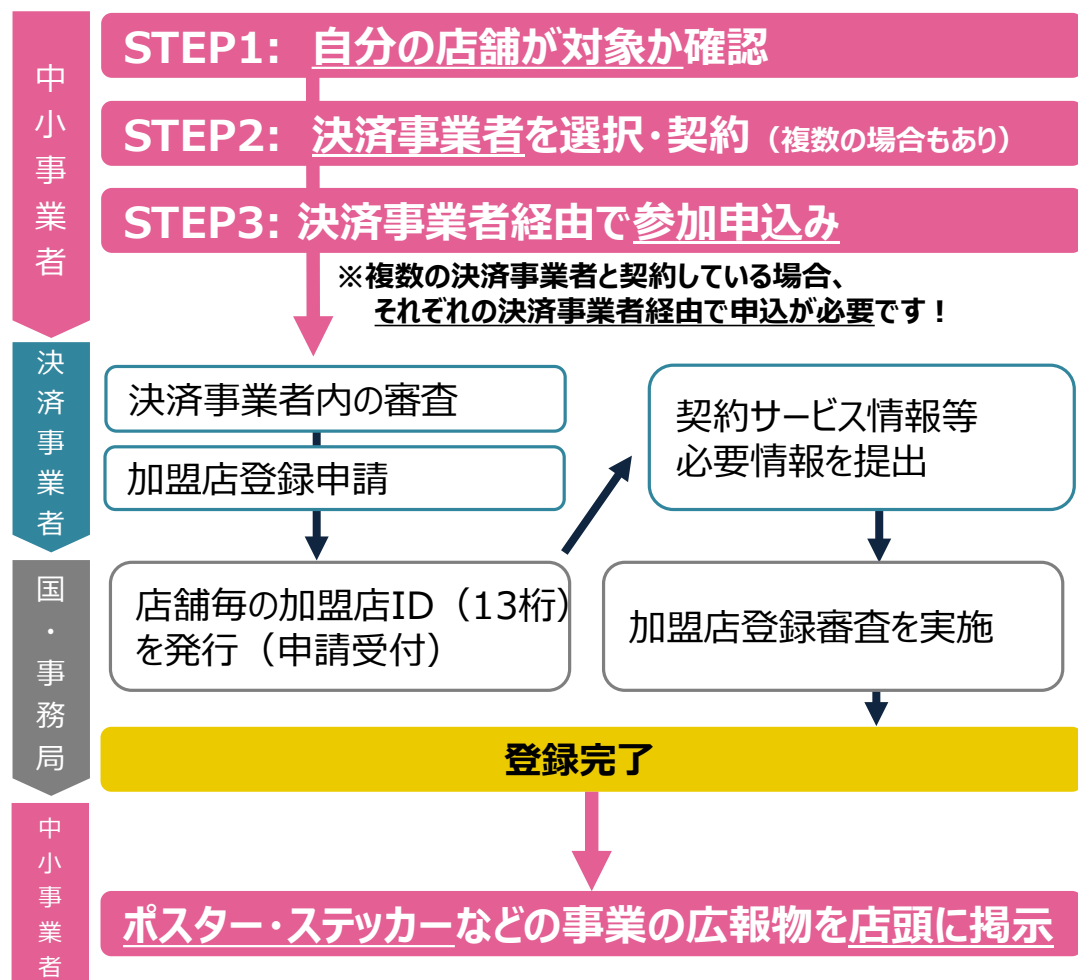 中小事業者
STEP1: 自分の店舗が対象か確認
STEP2: 決済事業者を選択・契約（複数の場合もあり）
STEP3: 決済事業者経由で参加申込み
※複数の決済事業者と契約している場合、
それぞれの決済事業者経由で申込が必要です！
決済事業者
決済事業者内の審査
加盟店登録申請
契約サービス情報等
必要情報を提出
国・事務局
店舗毎の加盟店ID（13桁）
を発行（申請受付）
加盟店登録審査を実施
登録完了
中小事業者
ポスター・ステッカーなどの事業の広報物を店頭に掲示